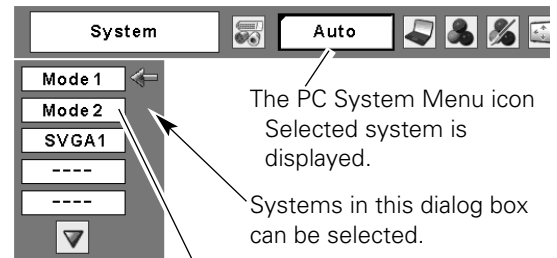 System
Auto
Mode 1
Mode 2
SVGA1
----
----
The PC System Menu icon
Selected system is
displayed.
Systems in this dialog box
can be selected.